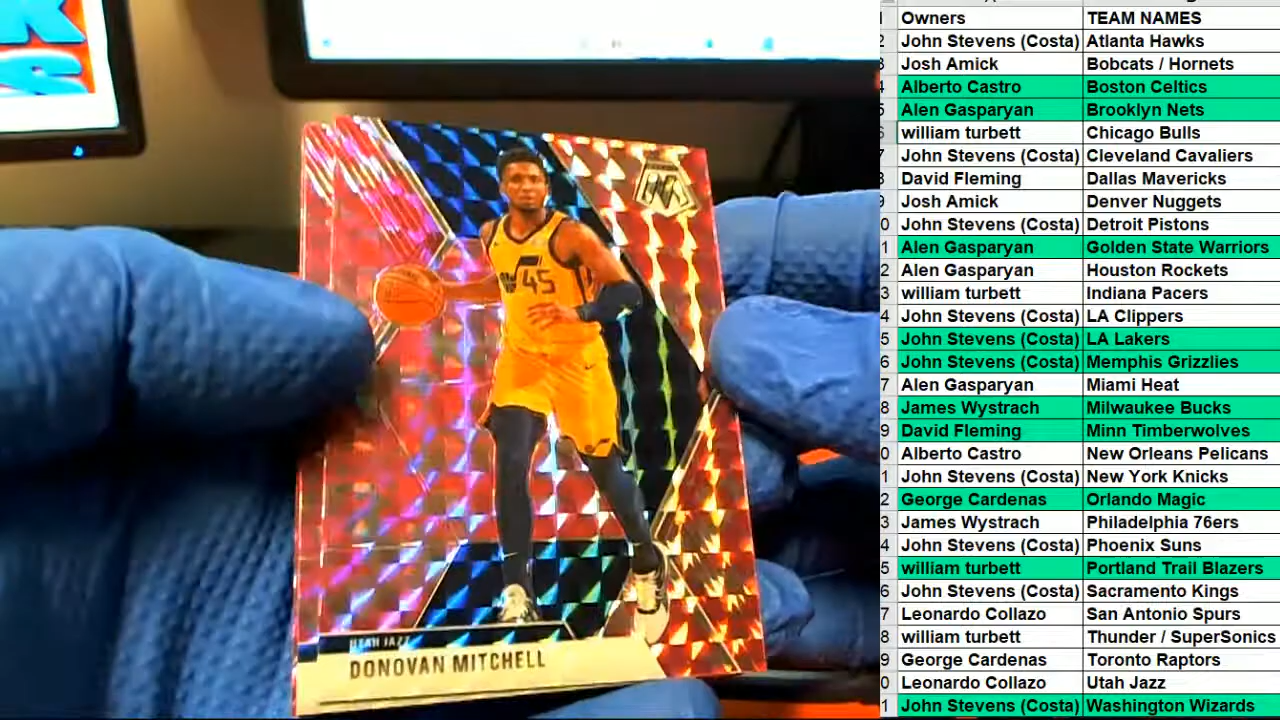 45
UTAH JAZZ
DONOVAN MITCHELL
Owners TEAM NAMES
John Stevens (Costa) Atlanta Hawks
Josh Amick Bobcats / Hornets
Alberto Castro Boston Celtics
Alen Gasparyan Brooklyn Nets
william turbett Chicago Bulls
John Stevens (Costa) Cleveland Cavaliers
David Fleming Dallas Mavericks
Josh Amick Denver Nuggets
John Stevens (Costa) Detroit Pistons
Alen Gasparyan Golden State Warriors
Alen Gasparyan Houston Rockets
william turbett Indiana Pacers
John Stevens (Costa) LA Clippers
John Stevens (Costa) LA Lakers
John Stevens (Costa) Memphis Grizzlies
Alen Gasparyan Miami Heat
James Wystrach Milwaukee Bucks
David Fleming Minn Timberwolves
Alberto Castro New Orleans Pelicans
John Stevens (Costa) New York Knicks
George Cardenas Orlando Magic
James Wystrach Philadelphia 76ers
John Stevens (Costa) Phoenix Suns
william turbett Portland Trail Blazers
John Stevens (Costa) Sacramento Kings
Leonardo Collazo San Antonio Spurs
william turbett Thunder / SuperSonics
George Cardenas Toronto Raptors
Leonardo Collazo Utah Jazz
John Stevens (Costa) Washington Wizards